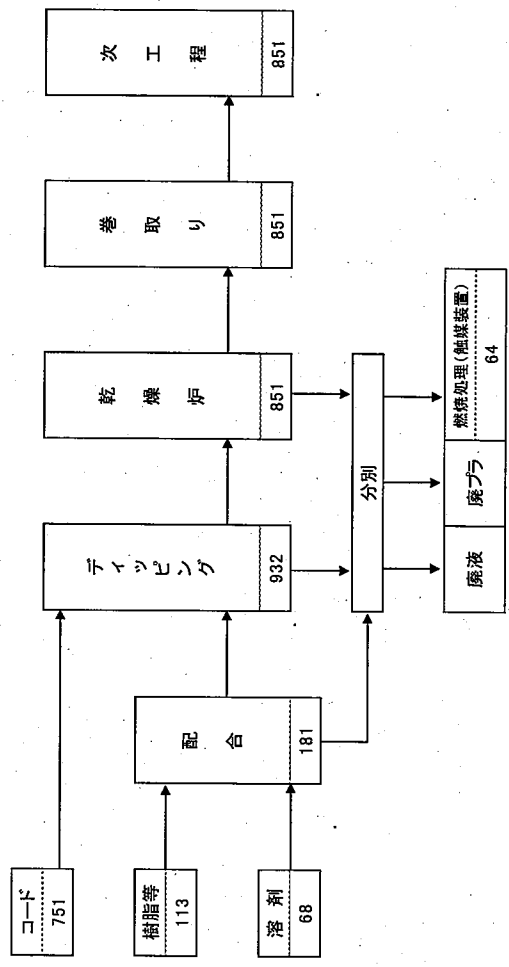 コード
751
樹脂等
113
溶剤
68
配合
181
ディッピング
932
乾燥炉
851
巻取り
851
次工程
851
分別
廃液
廃プラ
燃焼処理(触媒装置)
64